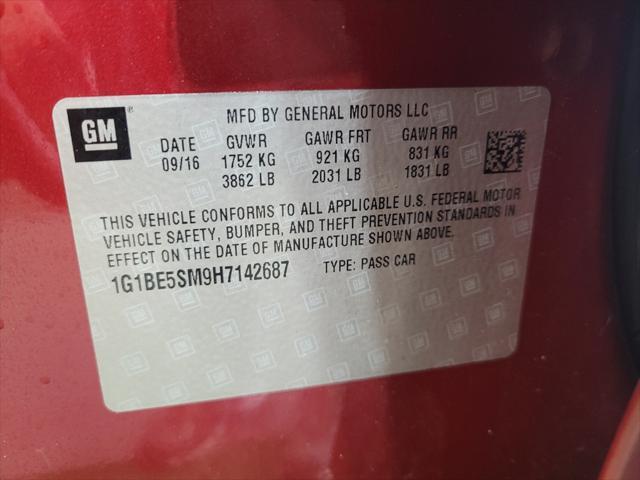 GM
MFD BY GENERAL MOTORS LLC
DATE GVWR GAWR FRT GAWR RR
09/16 1752 KG 921 KG 831 KG
3862 LB 2031 LB 1831 LB
THIS VEHICLE CONFORMS TO ALL APPLICABLE U.S. FEDERAL MOTOR
VEHICLE SAFETY, BUMPER, AND THEFT PREVENTION STANDARDS IN
EFFECT ON THE DATE OF MANUFACTURE SHOWN ABOVE.
1G1BE5SM9H7142687 TYPE: PASS CAR